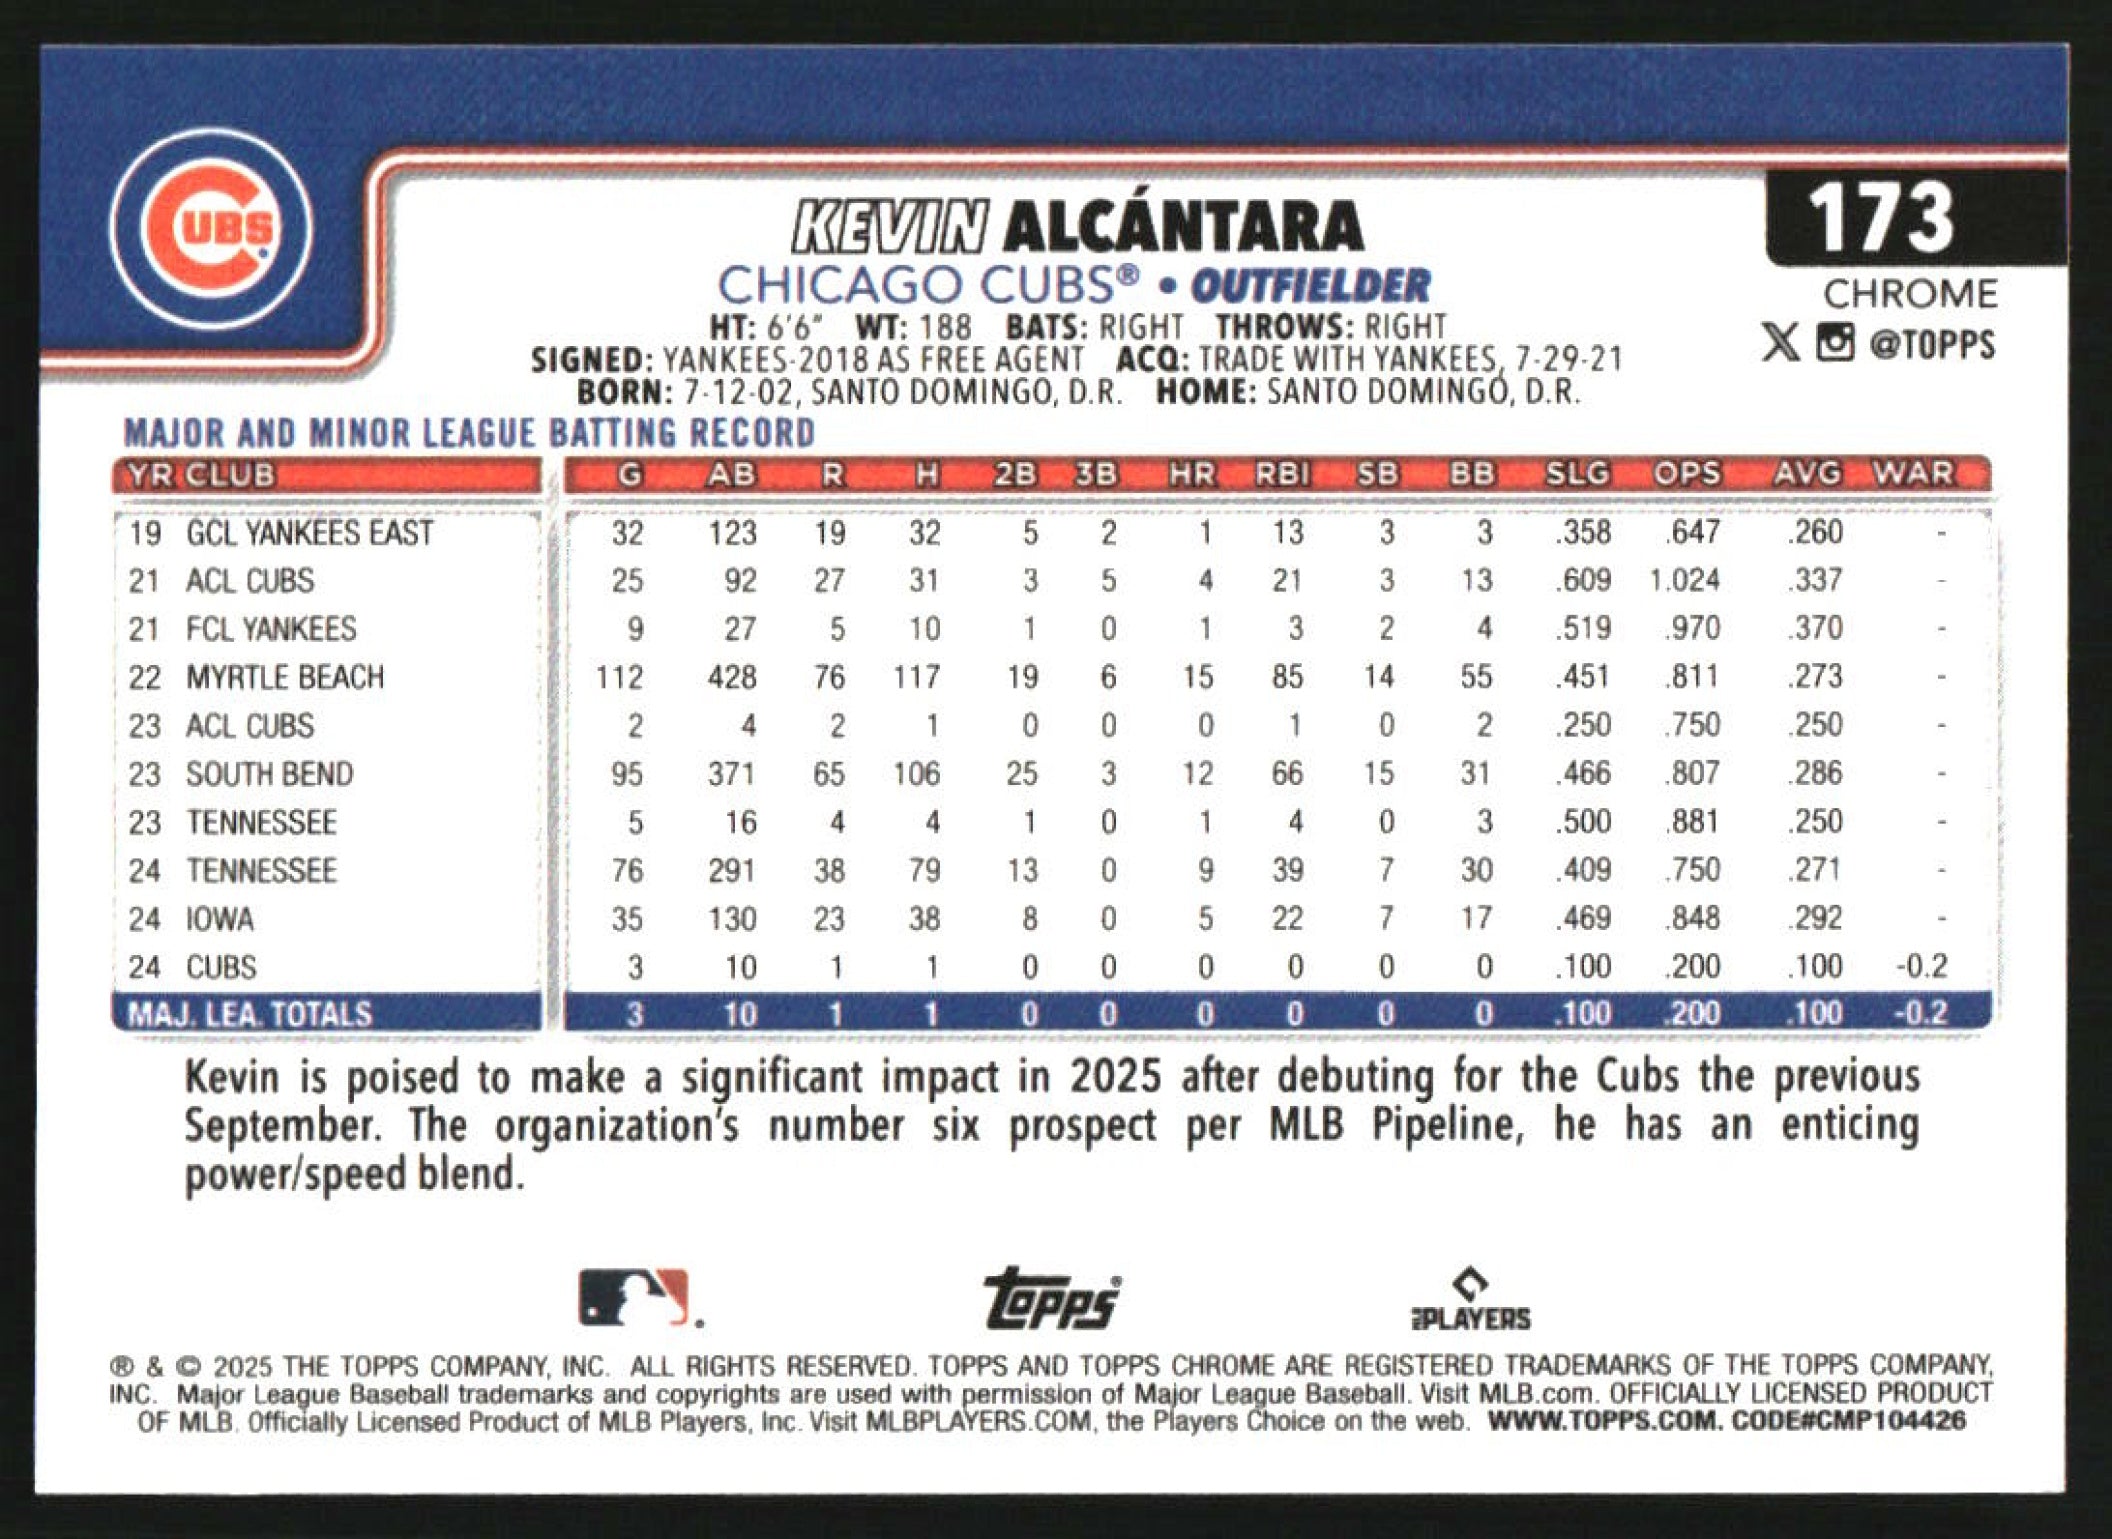 CUBS
KEVIN ALCÁNTARA
173
CHICAGO CUBS® • OUTFIELDER
CHROME
HT: 6'6" WT: 188 BATS: RIGHT THROWS: RIGHT
@TOPPS
SIGNED: YANKEES-2018 AS FREE AGENT ACQ: TRADE WITH YANKEES, 7-29-21
BORN: 7-12-02, SANTO DOMINGO, D.R. HOME: SANTO DOMINGO, D.R.
MAJOR AND MINOR LEAGUE BATTING RECORD
YR CLUB G AB R H 2B 3B HR RBI SB BB SLG OPS AVG WAR
19 GCL YANKEES EAST 32 123 19 32 5 2 1 13 3 3 .358 .647 .260 -
21 ACL CUBS 25 92 27 31 3 5 4 21 3 13 .609 1.024 .337 -
21 FCL YANKEES 9 27 5 10 1 0 1 3 2 4 .519 .970 .370 -
22 MYRTLE BEACH 112 428 76 117 19 6 15 85 14 55 .451 .811 .273 -
23 ACL CUBS 2 4 2 1 0 0 0 1 0 2 .250 .750 .250 -
23 SOUTH BEND 95 371 65 106 25 3 12 66 15 31 .466 .807 .286 -
23 TENNESSEE 5 16 4 4 1 0 1 4 0 3 .500 .881 .250 -
24 TENNESSEE 76 291 38 79 13 0 9 39 7 30 .409 .750 .271 -
24 IOWA 35 130 23 38 8 0 5 22 7 17 .469 .848 .292 -
24 CUBS 3 10 1 1 0 0 0 0 0 0 .100 .200 .100 -0.2
MAJ. LEA. TOTALS 3 10 1 1 0 0 0 0 0 0 .100 .200 .100 -0.2
Kevin is poised to make a significant impact in 2025 after debuting for the Cubs the previous
September. The organization's number six prospect per MLB Pipeline, he has an enticing
power/speed blend.
topps®
MLB PLAYERS
® & © 2025 THE TOPPS COMPANY, INC. ALL RIGHTS RESERVED. TOPPS AND TOPPS CHROME ARE REGISTERED TRADEMARKS OF THE TOPPS COMPANY,
INC. Major League Baseball trademarks and copyrights are used with permission of Major League Baseball. Visit MLB.com. OFFICIALLY LICENSED PRODUCT
OF MLB. Officially Licensed Product of MLB Players, Inc. Visit MLBPLAYERS.COM, the Players Choice on the web. WWW.TOPPS.COM. CODE#CMP104426